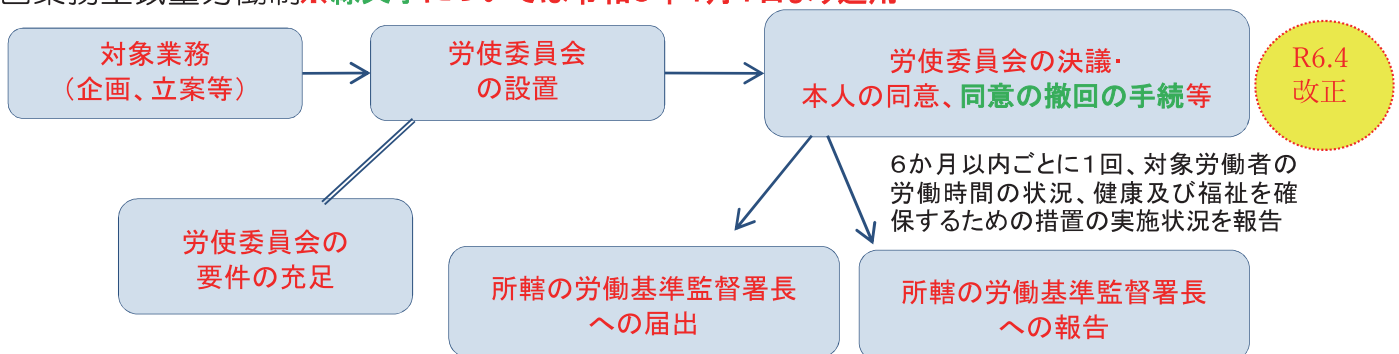 対象業務
（企画、立案等）
労使委員会
の設置
労使委員会の決議・
本人の同意、同意の撤回の手続等
R6.4
改正
6か月以内ごとに1回、対象労働者の
労働時間の状況、健康及び福祉を確
保するための措置の実施状況を報告
労使委員会の
要件の充足
所轄の労働基準監督署長
への届出
所轄の労働基準監督署長
への報告